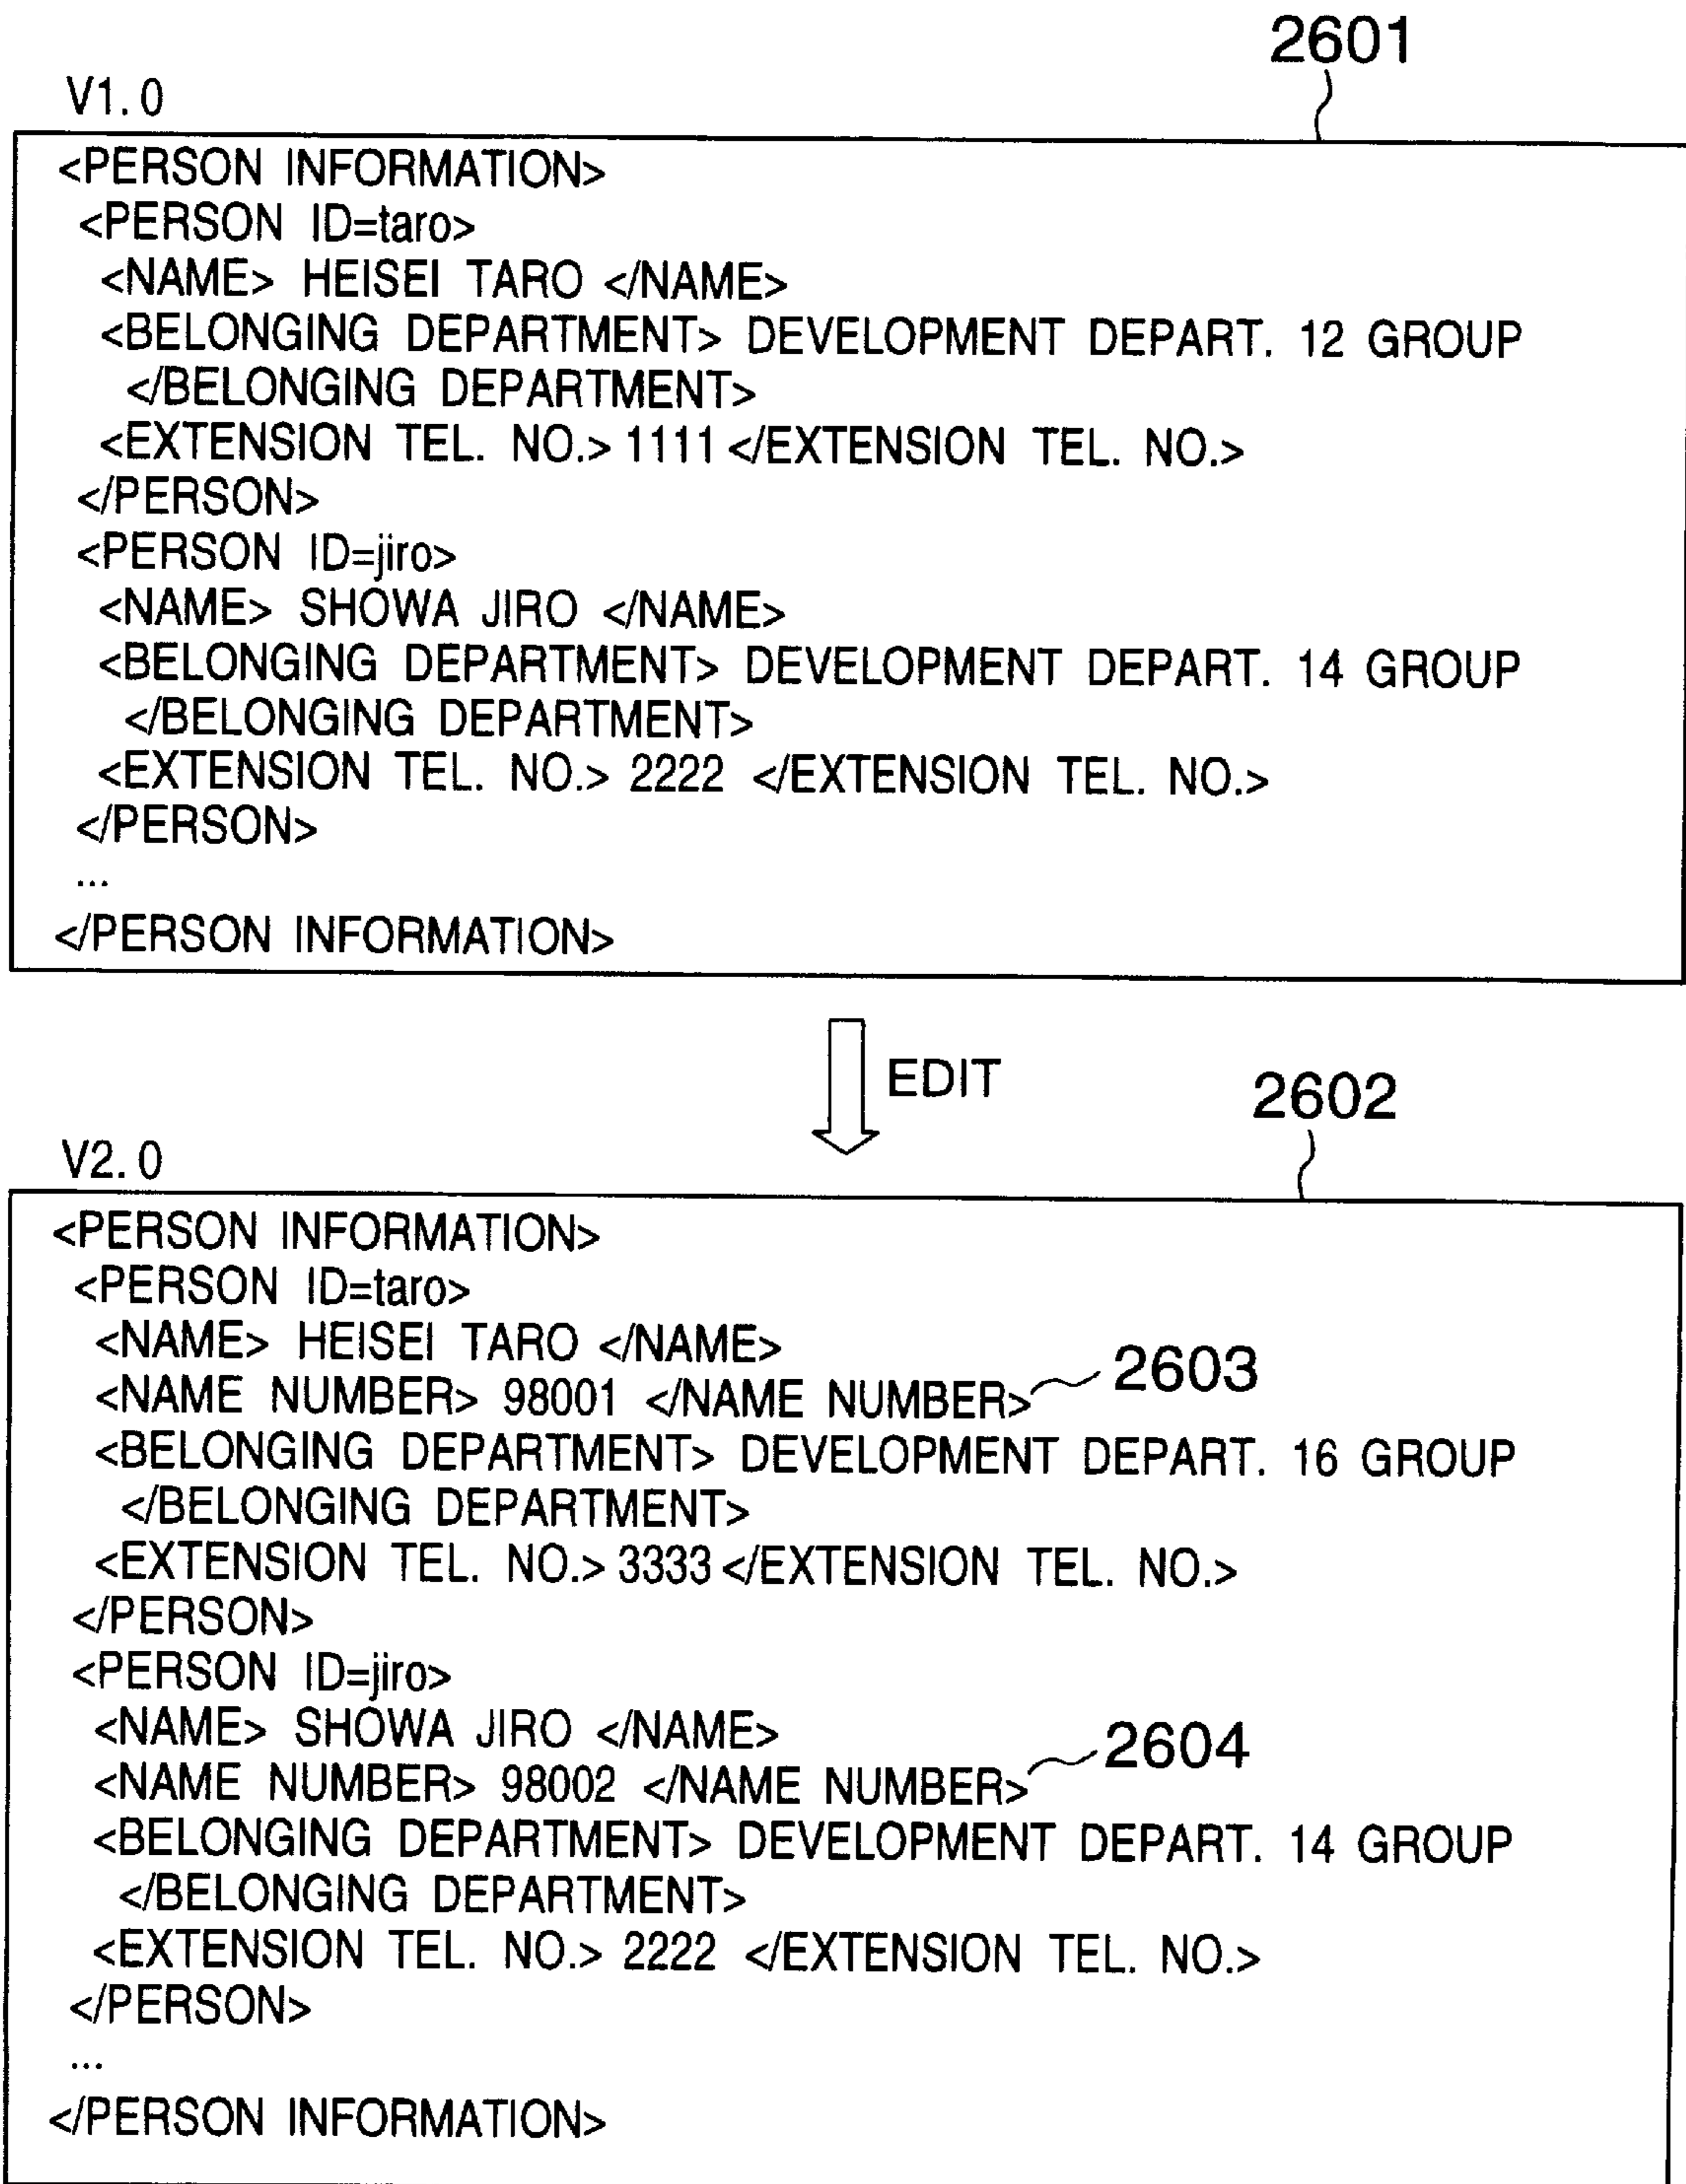 2601
V1.0
<PERSON INFORMATION>
<PERSON ID=taro>
<NAME> HEISEI TARO </NAME>
<BELONGING DEPARTMENT> DEVELOPMENT DEPART. 12 GROUP
</BELONGING DEPARTMENT>
<EXTENSION TEL. NO.> 1111 </EXTENSION TEL. NO.>
</PERSON>
<PERSON ID=jiro>
<NAME> SHOWA JIRO </NAME>
<BELONGING DEPARTMENT> DEVELOPMENT DEPART. 14 GROUP
</BELONGING DEPARTMENT>
<EXTENSION TEL. NO.> 2222 </EXTENSION TEL. NO.>
</PERSON>
...
</PERSON INFORMATION>
EDIT
2602
V2.0
<PERSON INFORMATION>
<PERSON ID=taro>
<NAME> HEISEI TARO </NAME>
<NAME NUMBER> 98001 </NAME NUMBER> 2603
<BELONGING DEPARTMENT> DEVELOPMENT DEPART. 16 GROUP
</BELONGING DEPARTMENT>
<EXTENSION TEL. NO.> 3333 </EXTENSION TEL. NO.>
</PERSON>
<PERSON ID=jiro>
<NAME> SHOWA JIRO </NAME>
<NAME NUMBER> 98002 </NAME NUMBER> 2604
<BELONGING DEPARTMENT> DEVELOPMENT DEPART. 14 GROUP
</BELONGING DEPARTMENT>
<EXTENSION TEL. NO.> 2222 </EXTENSION TEL. NO.>
</PERSON>
...
</PERSON INFORMATION>